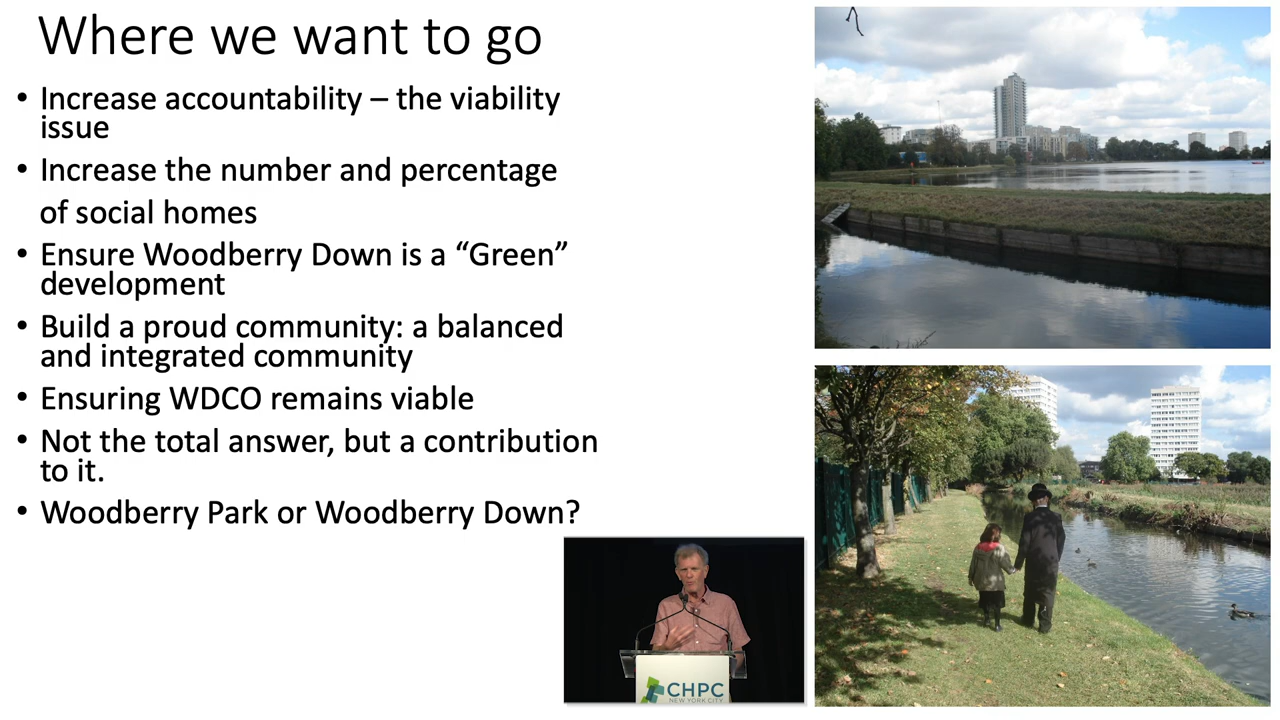 Where we want to go
• Increase accountability – the viability
issue
• Increase the number and percentage
of social homes
• Ensure Woodberry Down is a “Green”
development
• Build a proud community: a balanced
and integrated community
• Ensuring WDCO remains viable
• Not the total answer, but a contribution
to it.
• Woodberry Park or Woodberry Down?
CHPC
NEW YORK CITY